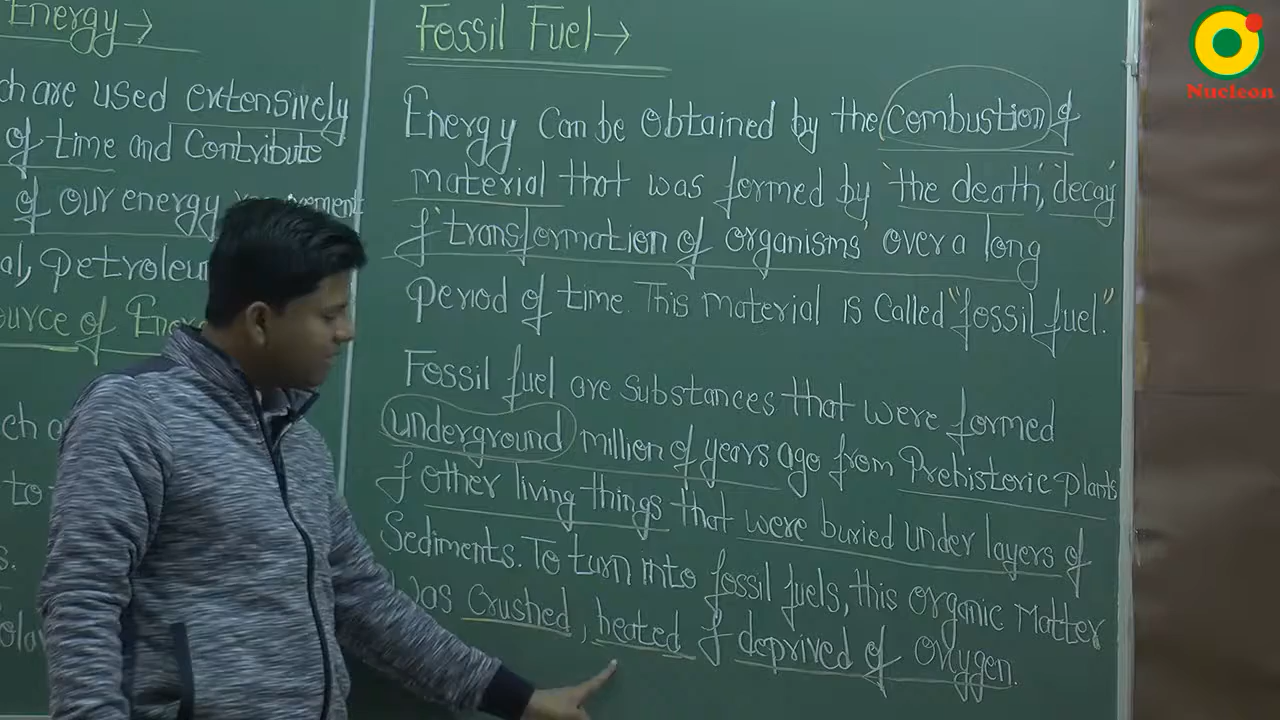 Energy→
ch are used extensively
of time and Contribute
of our energy
al, petroleu
ource of Ener
ch a
to
s.
ola
Fossil Fuel→
Energy Can be obtained by the Combustion of
material that was formed by 'the death, 'decay'
& 'transformation of organisms' over a long
Period of time. This material is Called "fossil fuel."
Fossil fuel are Substances that were formed
underground million of years ago from Prehistoric plants
& other living things that were buried under layers of
Sediments. To turn into fossil fuels, this organic Matter
was Crushed, heated & deprived of oxygen.
Nucleon